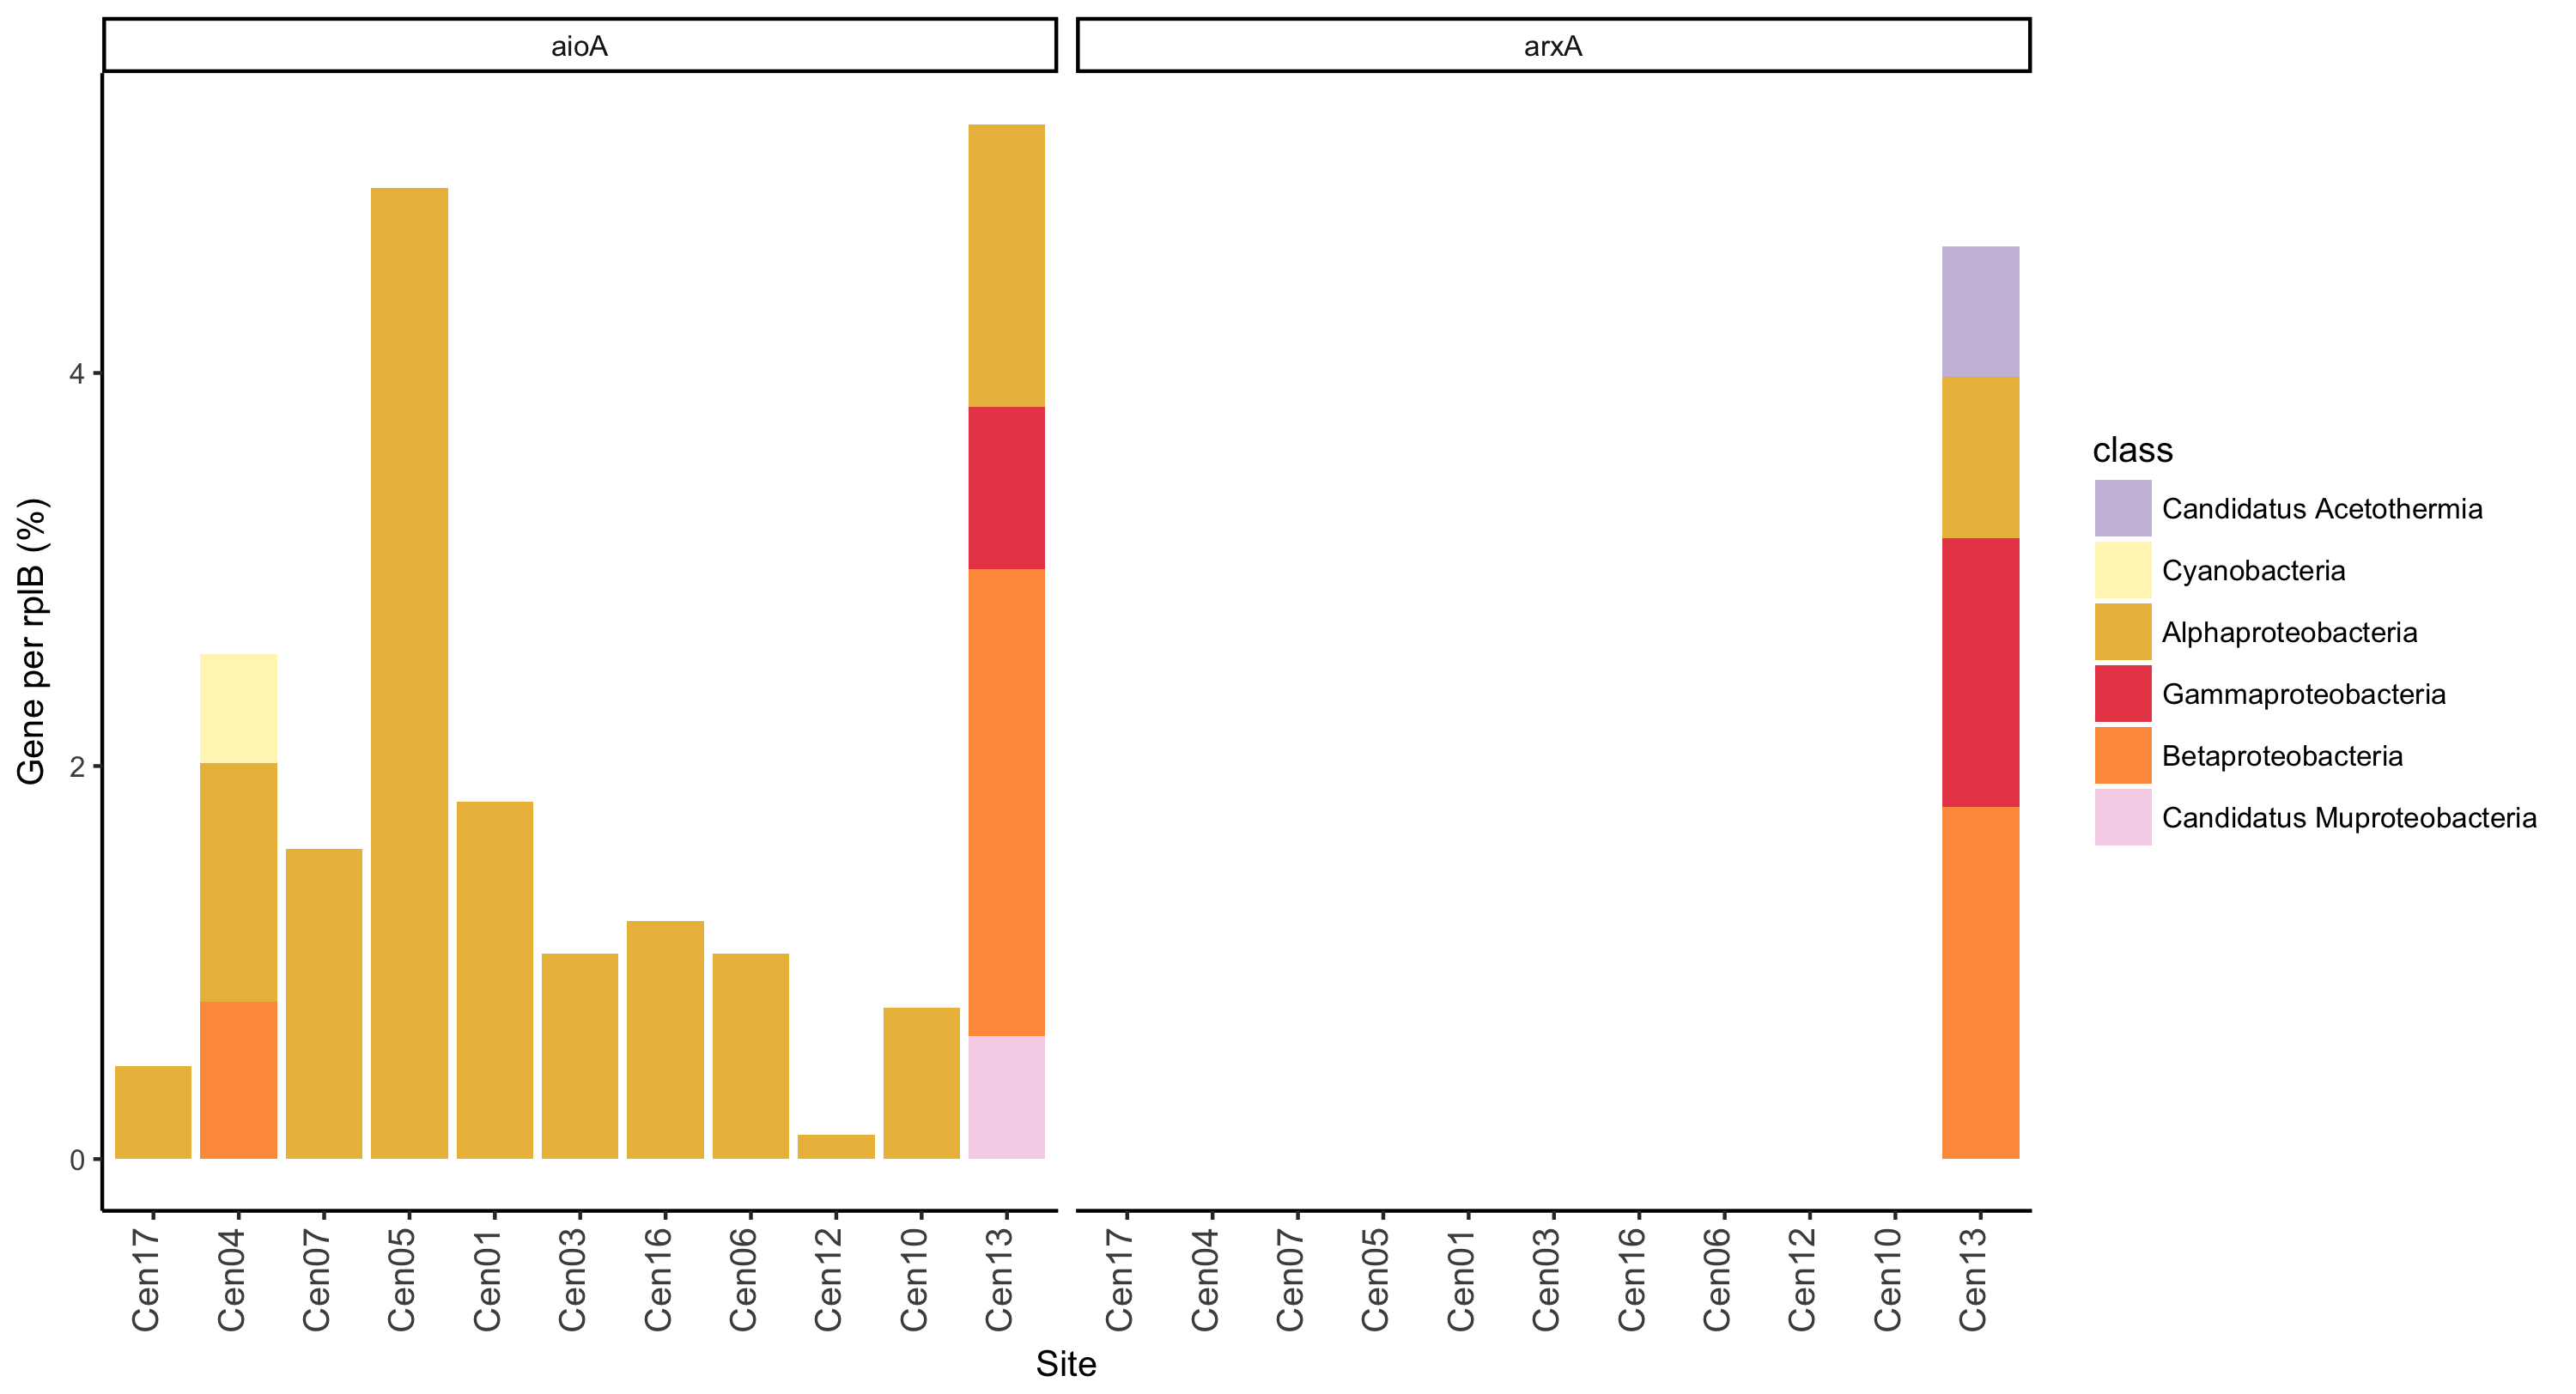 aioA
arxA
Gene per rplB (%)
4
2
0
Cen17
Cen04
Cen07
Cen05
Cen01
Cen03
Cen16
Cen06
Cen12
Cen10
Cen13
Cen17
Cen04
Cen07
Cen05
Cen01
Cen03
Cen16
Cen06
Cen12
Cen10
Cen13
Site
class
Candidatus Acetothermia
Cyanobacteria
Alphaproteobacteria
Gammaproteobacteria
Betaproteobacteria
Candidatus Muproteobacteria